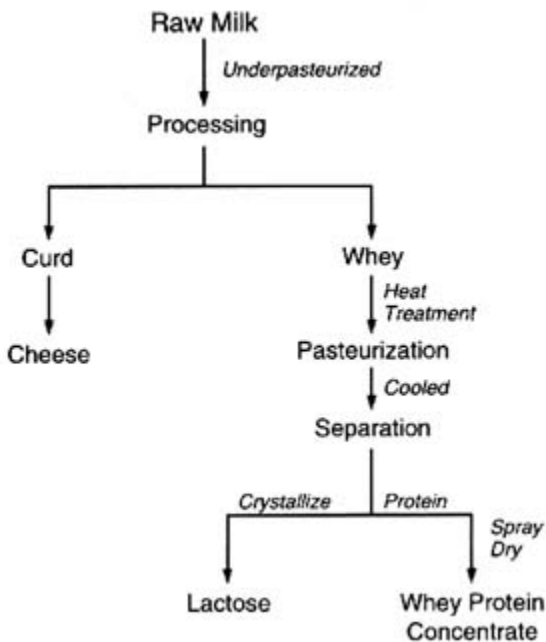 Raw Milk
Underpasteurized
Processing
Curd
Whey
Heat
Treatment
Cheese
Pasteurization
Cooled
Separation
Crystallize
Protein
Spray
Dry
Lactose
Whey Protein
Concentrate